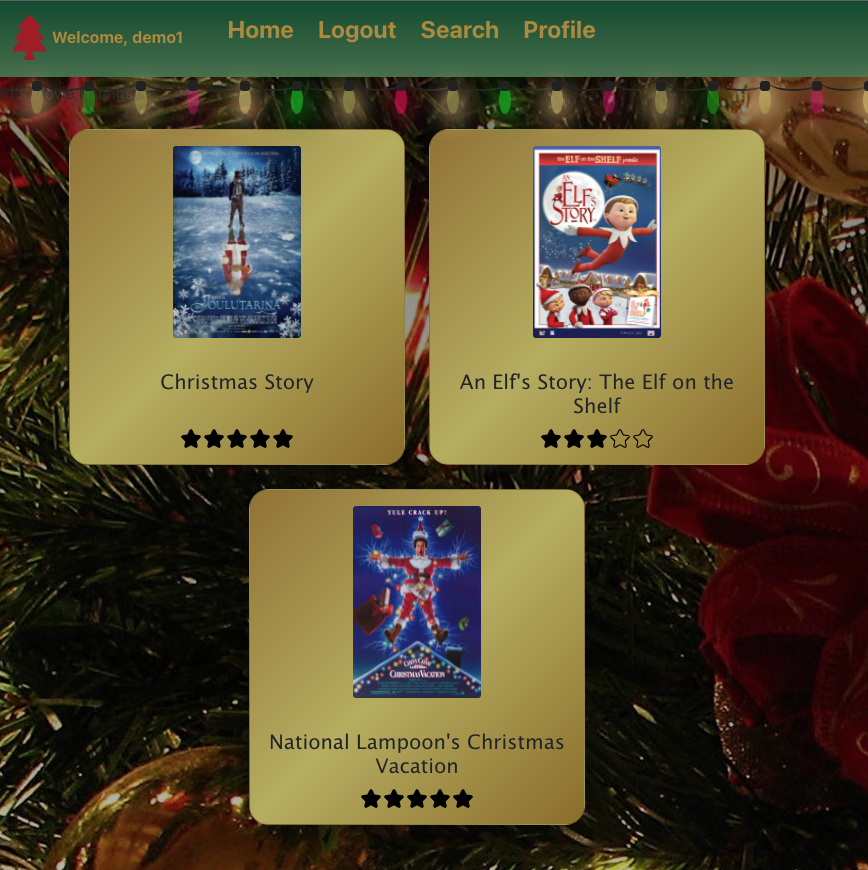 Welcome, demo1
Home
Logout
Search
Profile
JOULUTARINA
the ELF on the SHELF presents
AN
ELF'S
STORY
Christmas Story
An Elf's Story: The Elf on the
Shelf
YULE CRACK UP!
CHEVY CHASE
CHRISTMAS VACATION
National Lampoon's Christmas
Vacation